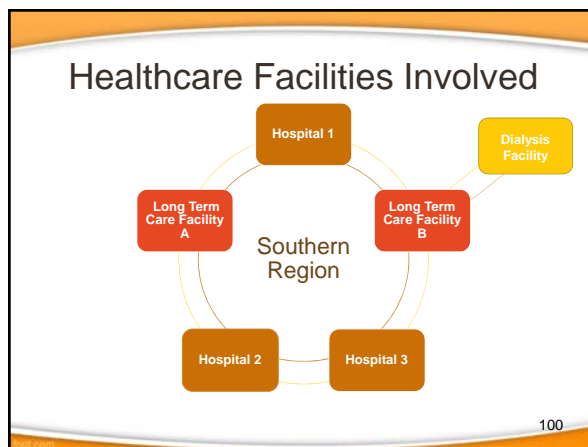 Healthcare Facilities Involved
Hospital 1
Dialysis
Facility
Long Term
Care Facility
A
Long Term
Care Facility
B
Southern
Region
Hospital 2
Hospital 3
100